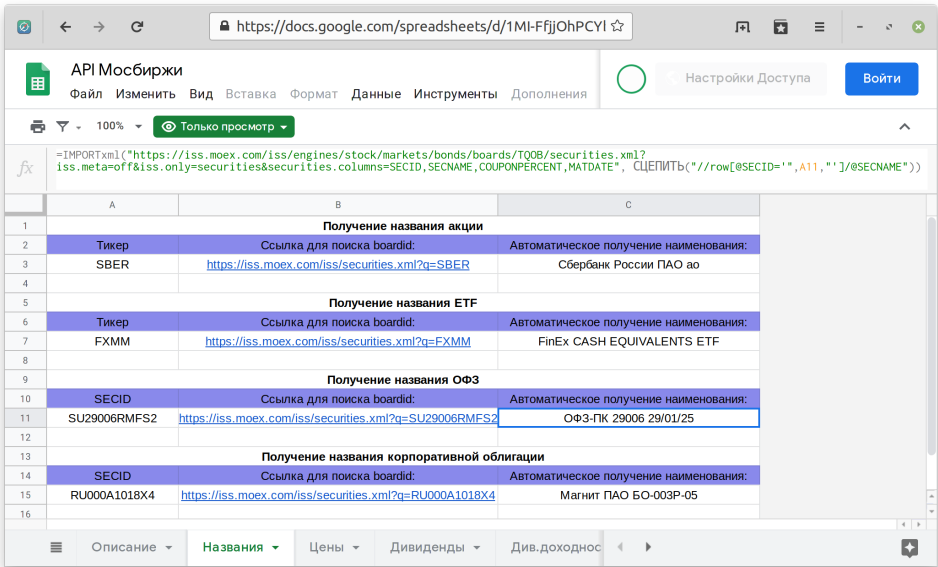 https://docs.google.com/spreadsheets/d/1MI-FfjjOhPCYl
API Мосбиржи
Файл Изменить Вид Вставка Формат Данные Инструменты Дополнения
Настройки Доступа
Войти
100% Только просмотр
fx
=IMPORTxml("https://iss.moex.com/iss/engines/stock/markets/bonds/boards/TQOB/securities.xml?
iss.meta=off&iss.only=securities&securities.columns=SECID,SECNAME,COUPONPERCENT,MATDATE", СЦЕПИТЬ("//row[@SECID='",A11,"']/@SECNAME"))
A B C
1 Получение названия акции
2 Тикер Ссылка для поиска boardid: Автоматическое получение наименования:
3 SBER https://iss.moex.com/iss/securities.xml?q=SBER Сбербанк России ПАО ао
4
5 Получение названия ETF
6 Тикер Ссылка для поиска boardid: Автоматическое получение наименования:
7 FXMM https://iss.moex.com/iss/securities.xml?q=FXMM FinEx CASH EQUIVALENTS ETF
8
9 Получение названия ОФЗ
10 SECID Ссылка для поиска boardid: Автоматическое получение наименования:
11 SU29006RMFS2 https://iss.moex.com/iss/securities.xml?q=SU29006RMFS2 ОФЗ-ПК 29006 29/01/25
12
13 Получение названия корпоративной облигации
14 SECID Ссылка для поиска boardid: Автоматическое получение наименования:
15 RU000A1018X4 https://iss.moex.com/iss/securities.xml?q=RU000A1018X4 Магнит ПАО БО-003Р-05
16
Описание Названия Цены Дивиденды Див.доходнос